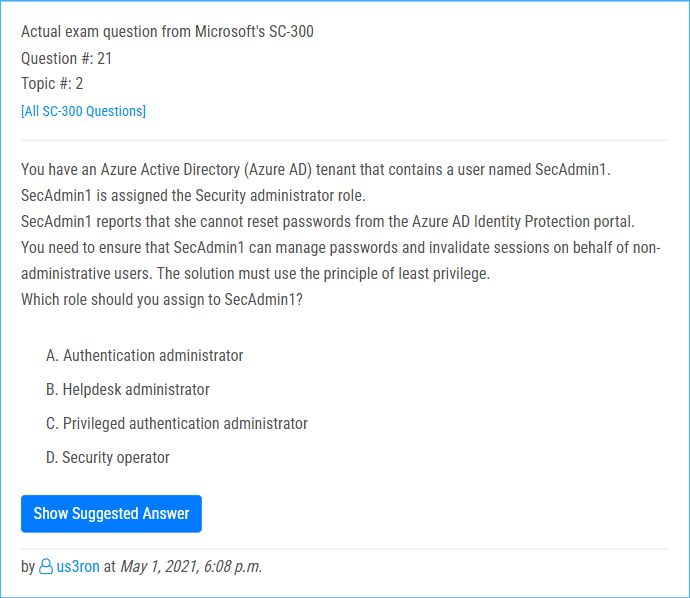 Actual exam question from Microsoft's SC-300
Question #: 21
Topic #: 2
[All SC-300 Questions]
You have an Azure Active Directory (Azure AD) tenant that contains a user named SecAdmin1.
SecAdmin1 is assigned the Security administrator role.
SecAdmin1 reports that she cannot reset passwords from the Azure AD Identity Protection portal.
You need to ensure that SecAdmin1 can manage passwords and invalidate sessions on behalf of non-
administrative users. The solution must use the principle of least privilege.
Which role should you assign to SecAdmin1?
A. Authentication administrator
B. Helpdesk administrator
C. Privileged authentication administrator
D. Security operator
Show Suggested Answer
by us3ron at May 1, 2021, 6:08 p.m.